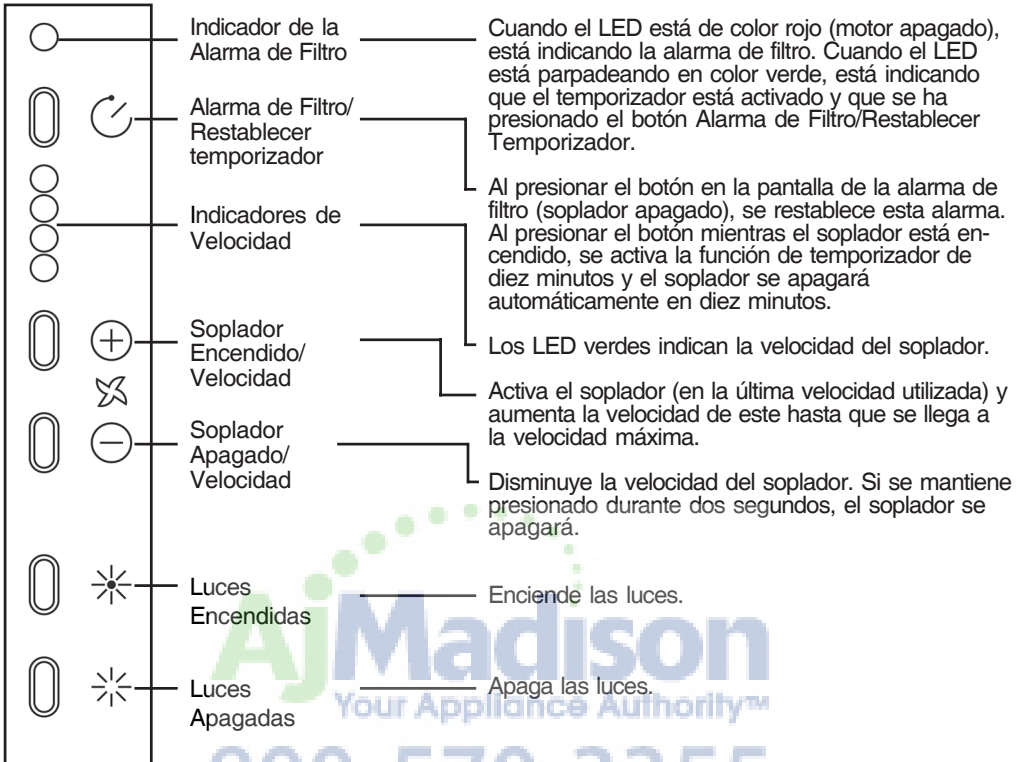 Indicador de la
Alarma de Filtro
Cuando el LED está de color rojo (motor apagado),
está indicando la alarma de filtro. Cuando el LED
está parpadeando en color verde, está indicando
que el temporizador está activado y que se ha
presionado el botón Alarma de Filtro/Restablecer
Temporizador.
Alarma de Filtro/
Restablecer
temporizador
Al presionar el botón en la pantalla de la alarma de
filtro (soplador apagado), se restablece esta alarma.
Al presionar el botón mientras el soplador está en-
cendido, se activa la función de temporizador de
diez minutos y el soplador se apagará
automáticamente en diez minutos.
Indicadores de
Velocidad
Los LED verdes indican la velocidad del soplador.
Soplador
Encendido/
Velocidad
Activa el soplador (en la última velocidad utilizada) y
aumenta la velocidad de este hasta que se llega a
la velocidad máxima.
Soplador
Apagado/
Velocidad
Disminuye la velocidad del soplador. Si se mantiene
presionado durante dos segundos, el soplador se
apagará.
Luces
Encendidas
Enciende las luces.
Luces
Apagadas
Apaga las luces.
AjMadison
Your Appliance Authority™